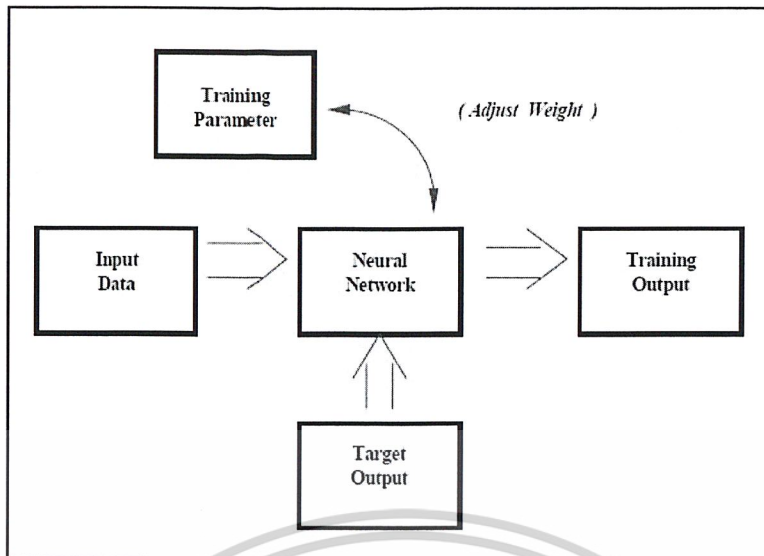 Training
Parameter
( Adjust Weight )
Input
Data
Neural
Network
Training
Output
Target
Output